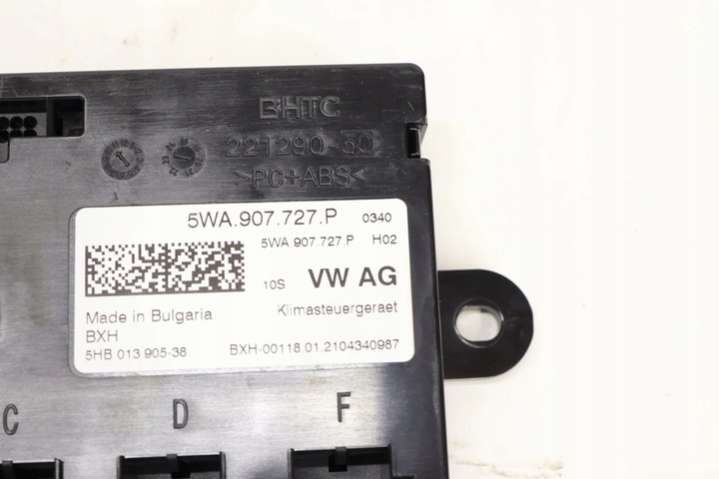 BHTC
221290-50
>PC+ABS<
5WA.907.727.P 0340
5WA 907 727 P H02
10S VW AG
Made in Bulgaria Klimasteuergeraet
BXH
5HB 013 905-38 BXH-00118 01.2104340987
C D F